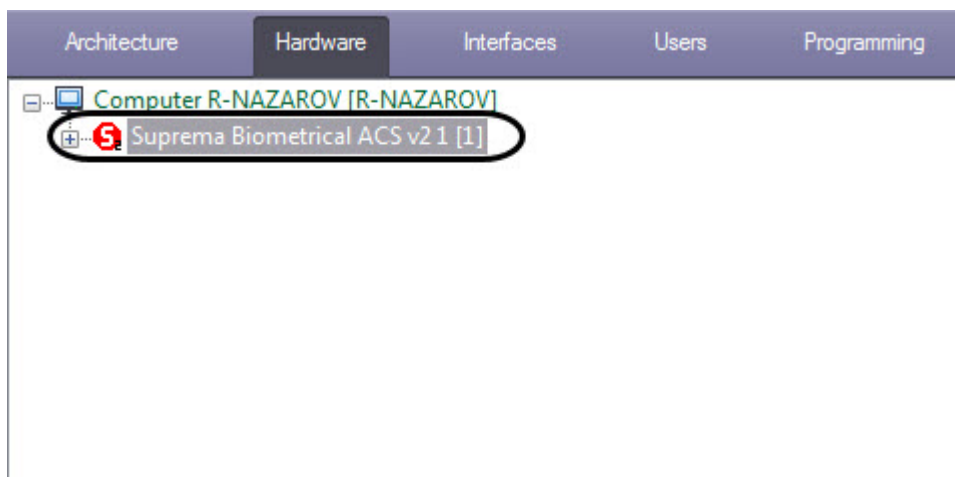 Architecture Hardware Interfaces Users Programming
Computer R-NAZAROV [R-NAZAROV]
S Suprema Biometrical ACS v2 1 [1]